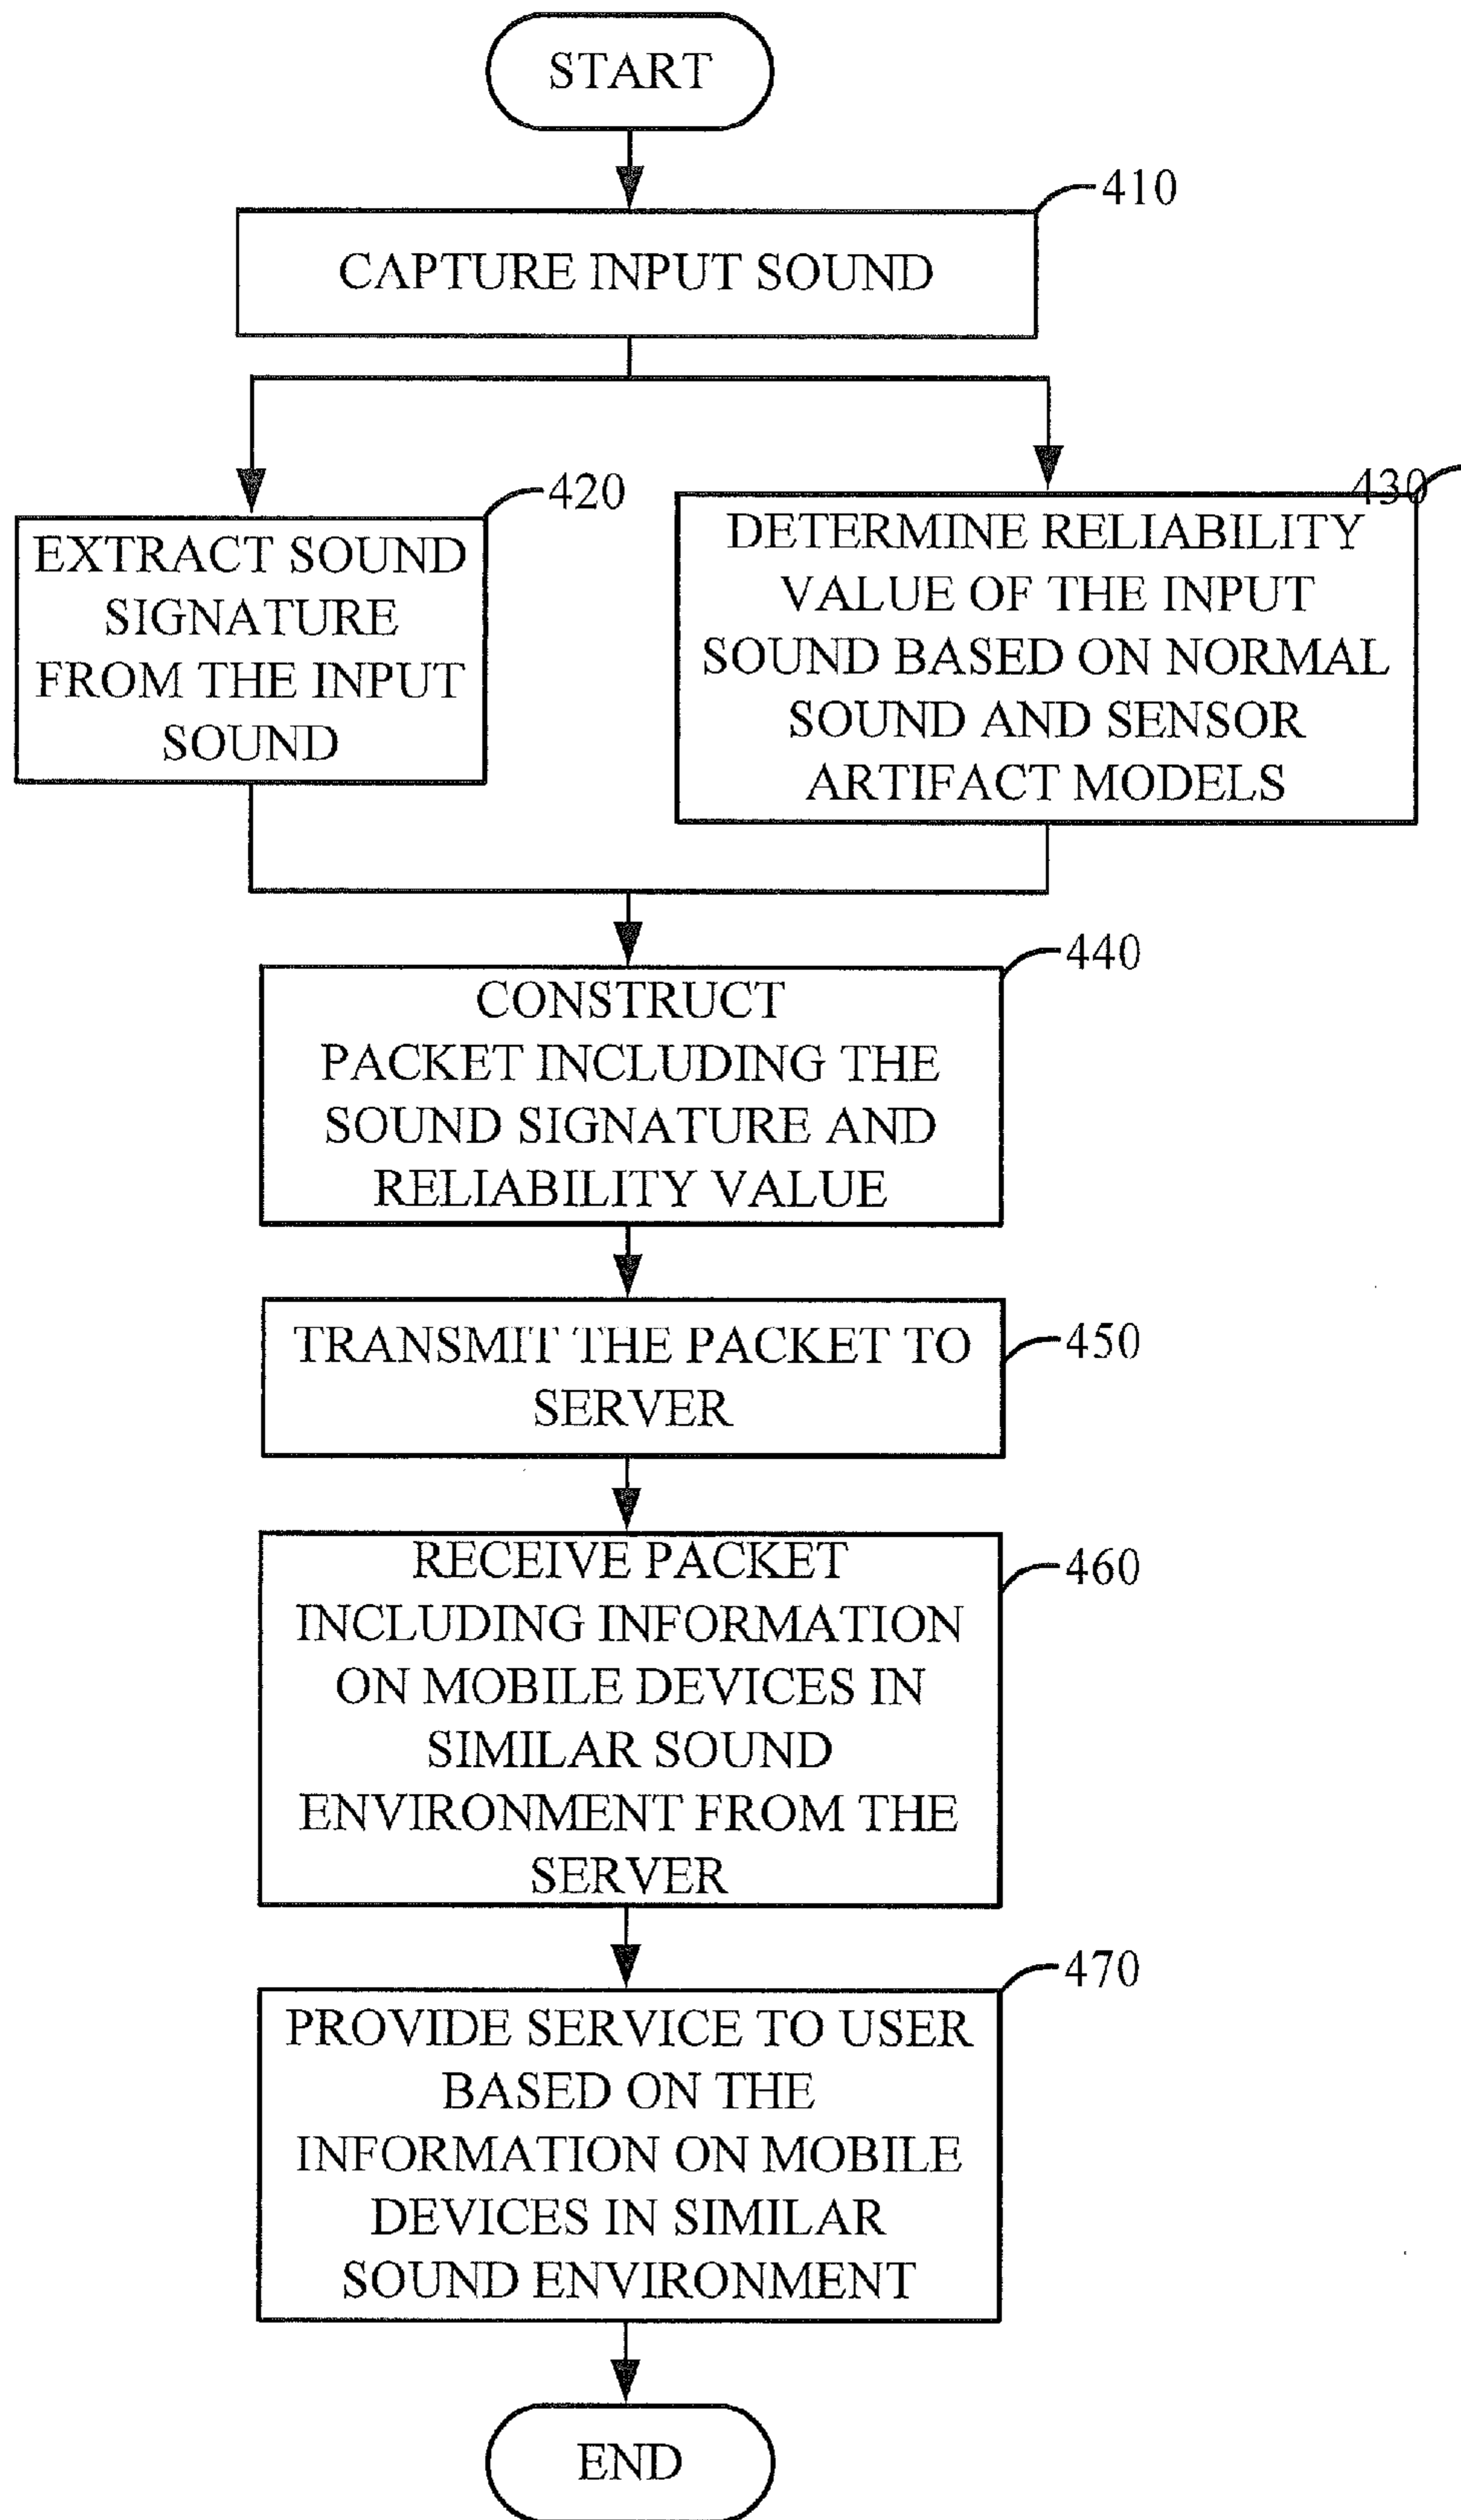 START
410
CAPTURE INPUT SOUND
420
EXTRACT SOUND
SIGNATURE
FROM THE INPUT
SOUND
430
DETERMINE RELIABILITY
VALUE OF THE INPUT
SOUND BASED ON NORMAL
SOUND AND SENSOR
ARTIFACT MODELS
440
CONSTRUCT
PACKET INCLUDING THE
SOUND SIGNATURE AND
RELIABILITY VALUE
450
TRANSMIT THE PACKET TO
SERVER
460
RECEIVE PACKET
INCLUDING INFORMATION
ON MOBILE DEVICES IN
SIMILAR SOUND
ENVIRONMENT FROM THE
SERVER
470
PROVIDE SERVICE TO USER
BASED ON THE
INFORMATION ON MOBILE
DEVICES IN SIMILAR
SOUND ENVIRONMENT
END